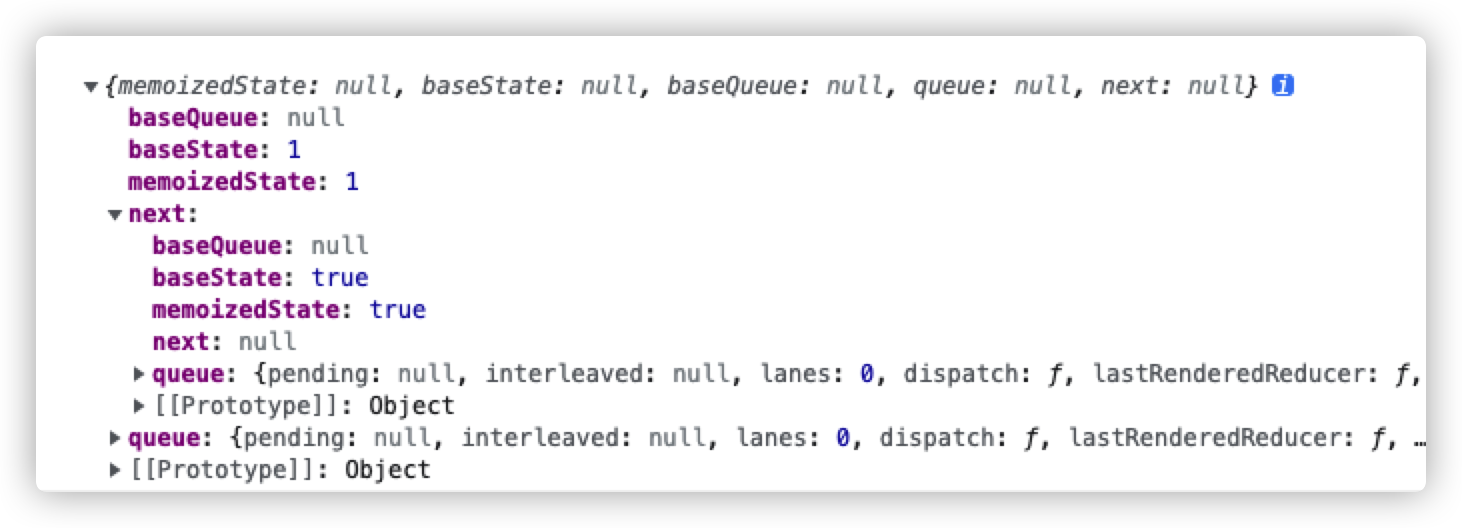 ▼{memoizedState: null, baseState: null, baseQueue: null, queue: null, next: null} i
baseQueue: null
baseState: 1
memoizedState: 1
▼next:
baseQueue: null
baseState: true
memoizedState: true
next: null
▶queue: {pending: null, interleaved: null, lanes: 0, dispatch: ƒ, lastRenderedReducer: ƒ,
▶[[Prototype]]: Object
▶queue: {pending: null, interleaved: null, lanes: 0, dispatch: ƒ, lastRenderedReducer: ƒ, …
▶[[Prototype]]: Object